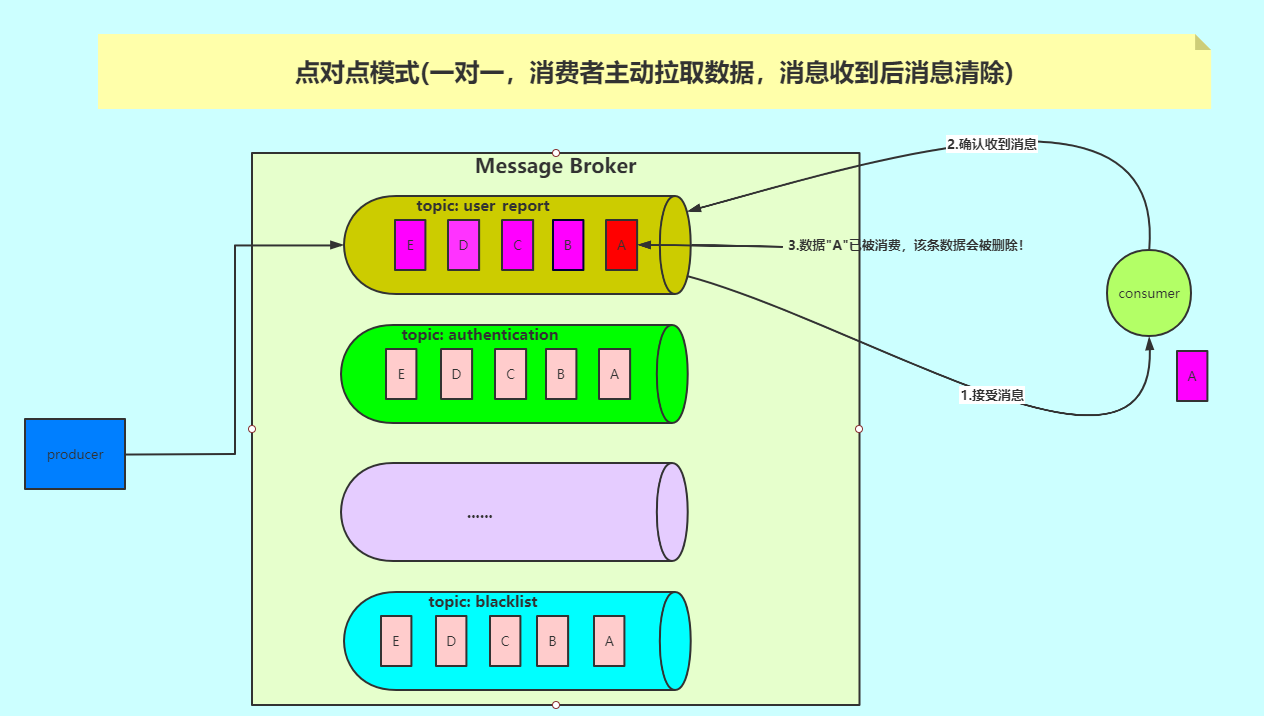 点对点模式(一对一，消费者主动拉取数据，消息收到后消息清除)
2.确认收到消息
Message Broker
topic: user report
E D C B A
3.数据"A"已被消费，该条数据会被删除！
consumer
topic: authentication
E D C B A
A
1.接受消息
producer
......
topic: blacklist
E D C B A